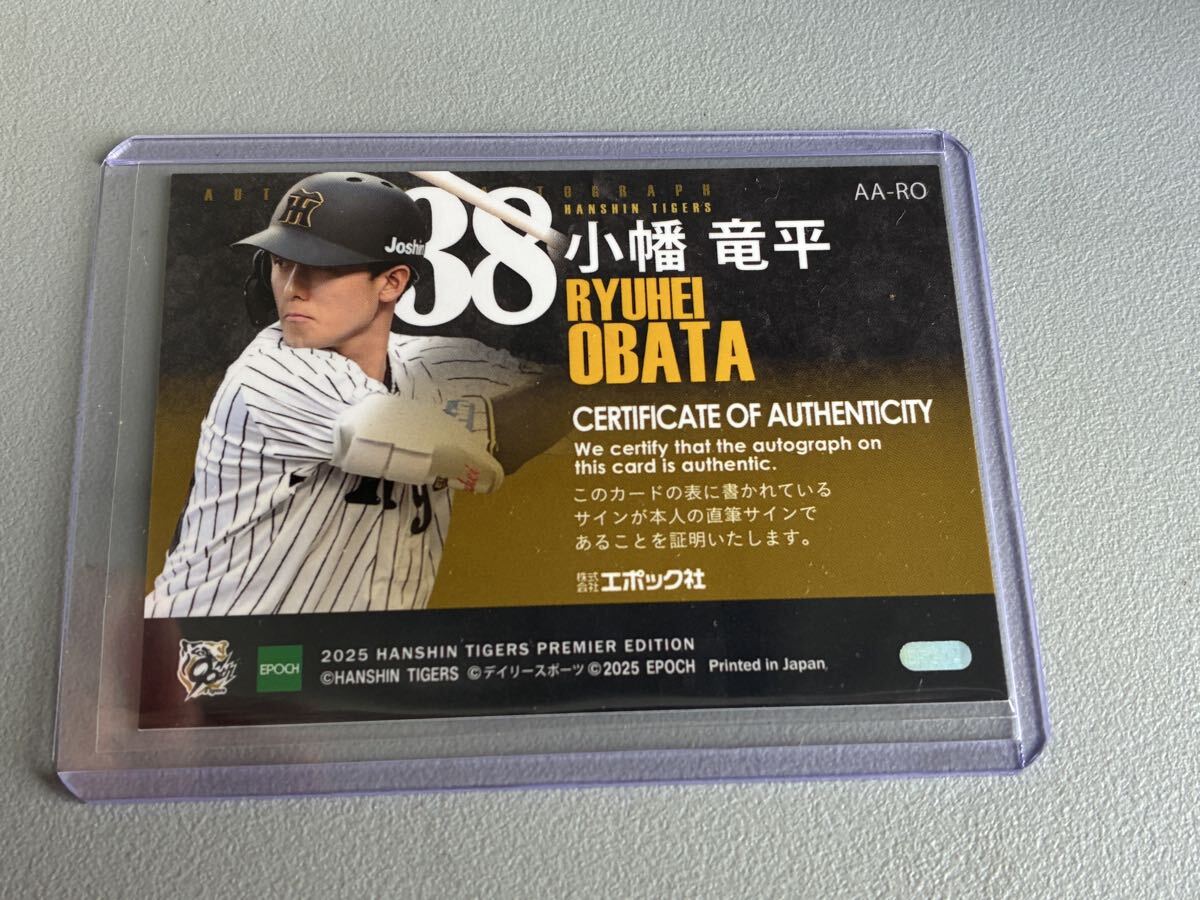 AUT TOGRAPH
HANSHIN TIGERS
AA-RO
38
小幡 竜平
RYUHEI
OBATA
Joshin
CERTIFICATE OF AUTHENTICITY
We certify that the autograph on
this card is authentic.
このカードの表に書かれている
サインが本人の直筆サインで
あることを証明いたします。
株式会社 エポック社
EPOCH
2025 HANSHIN TIGERS PREMIER EDITION
©HANSHIN TIGERS ©デイリースポーツ ©2025 EPOCH Printed in Japan